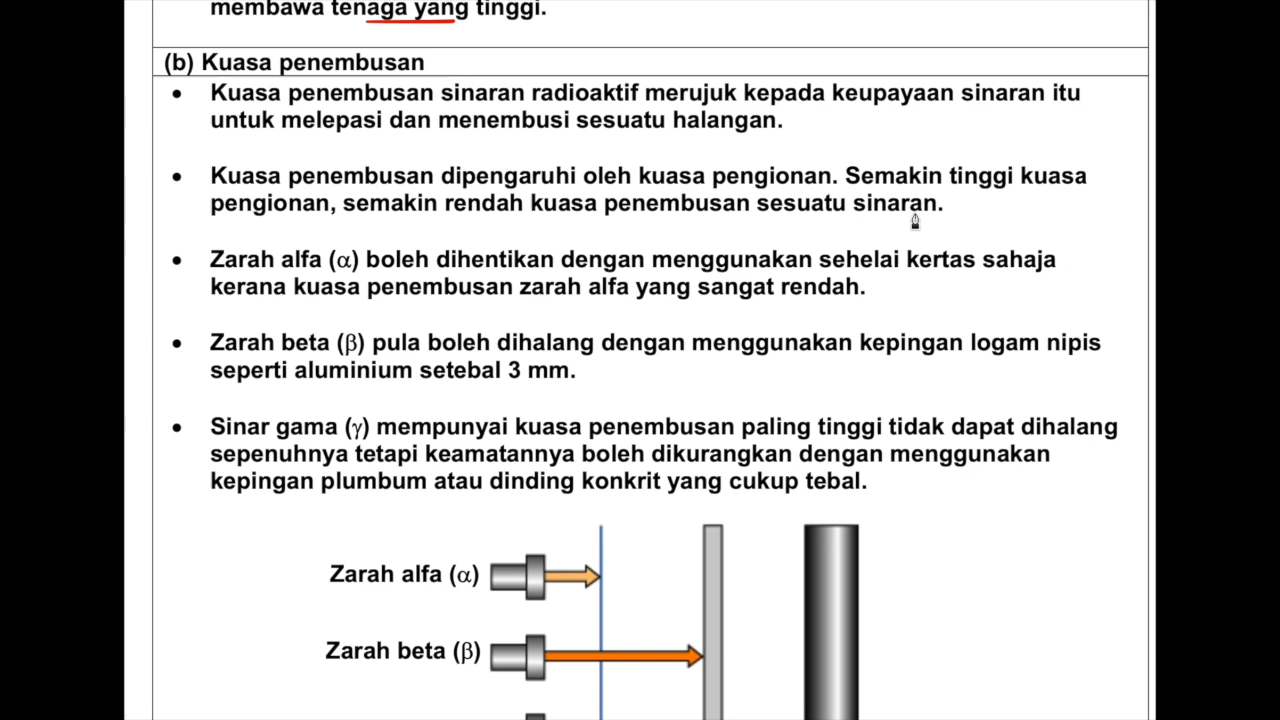 membawa tenaga yang tinggi.
(b) Kuasa penembusan
• Kuasa penembusan sinaran radioaktif merujuk kepada keupayaan sinaran itu
untuk melepasi dan menembusi sesuatu halangan.
• Kuasa penembusan dipengaruhi oleh kuasa pengionan. Semakin tinggi kuasa
pengionan, semakin rendah kuasa penembusan sesuatu sinaran.
• Zarah alfa (α) boleh dihentikan dengan menggunakan sehelai kertas sahaja
kerana kuasa penembusan zarah alfa yang sangat rendah.
• Zarah beta (β) pula boleh dihalang dengan menggunakan kepingan logam nipis
seperti aluminium setebal 3 mm.
• Sinar gama (γ) mempunyai kuasa penembusan paling tinggi tidak dapat dihalang
sepenuhnya tetapi keamatannya boleh dikurangkan dengan menggunakan
kepingan plumbum atau dinding konkrit yang cukup tebal.
Zarah alfa (α)
Zarah beta (β)